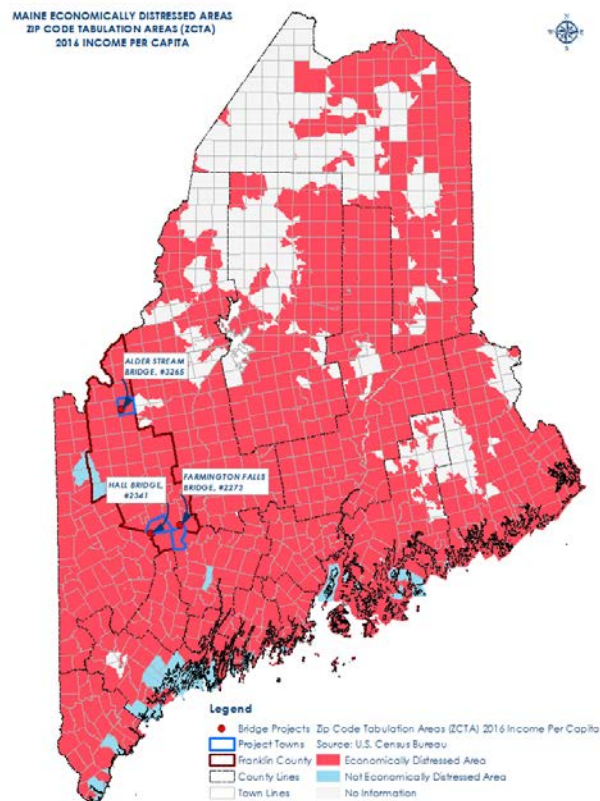 MAINE ECONOMICALLY DISTRESSED AREAS
ZIP CODE TABULATION AREAS (ZCTA)
2016 INCOME PER CAPITA
N
W
E
S
ALDER STREAM
BRIDGE, #3265
HALL BRIDGE,
#2341
FARMINGTON FALLS
BRIDGE, #2273
Legend
Bridge Projects
Project Towns
Franklin County
County Lines
Town Lines
Zip Code Tabulation Areas (ZCTA) 2016 Income Per Capita
Source: U.S. Census Bureau
Economically Distressed Area
Not Economically Distressed Area
No Information